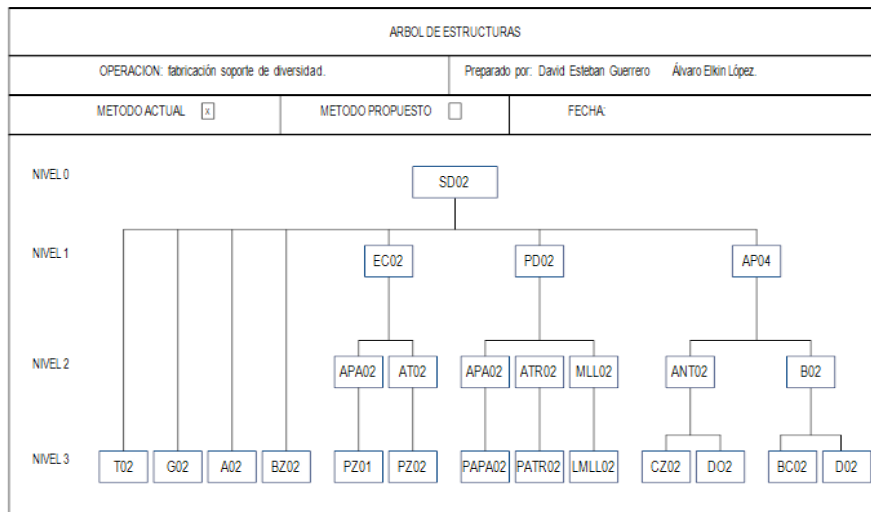 ARBOL DE ESTRUCTURAS
OPERACION: fabricación soporte de diversidad. Preparado por: David Esteban Guerrero Álvaro Elkin López.
METODO ACTUAL x METODO PROPUESTO FECHA:
NIVEL 0 SD02
NIVEL 1 EC02 PD02 AP04
NIVEL 2 APA02 AT02 APA02 ATR02 MLL02 ANT02 B02
NIVEL 3 T02 G02 A02 BZ02 PZ01 PZ02 PAPA02 PATR02 LMLL02 CZ02 DO2 BC02 D02